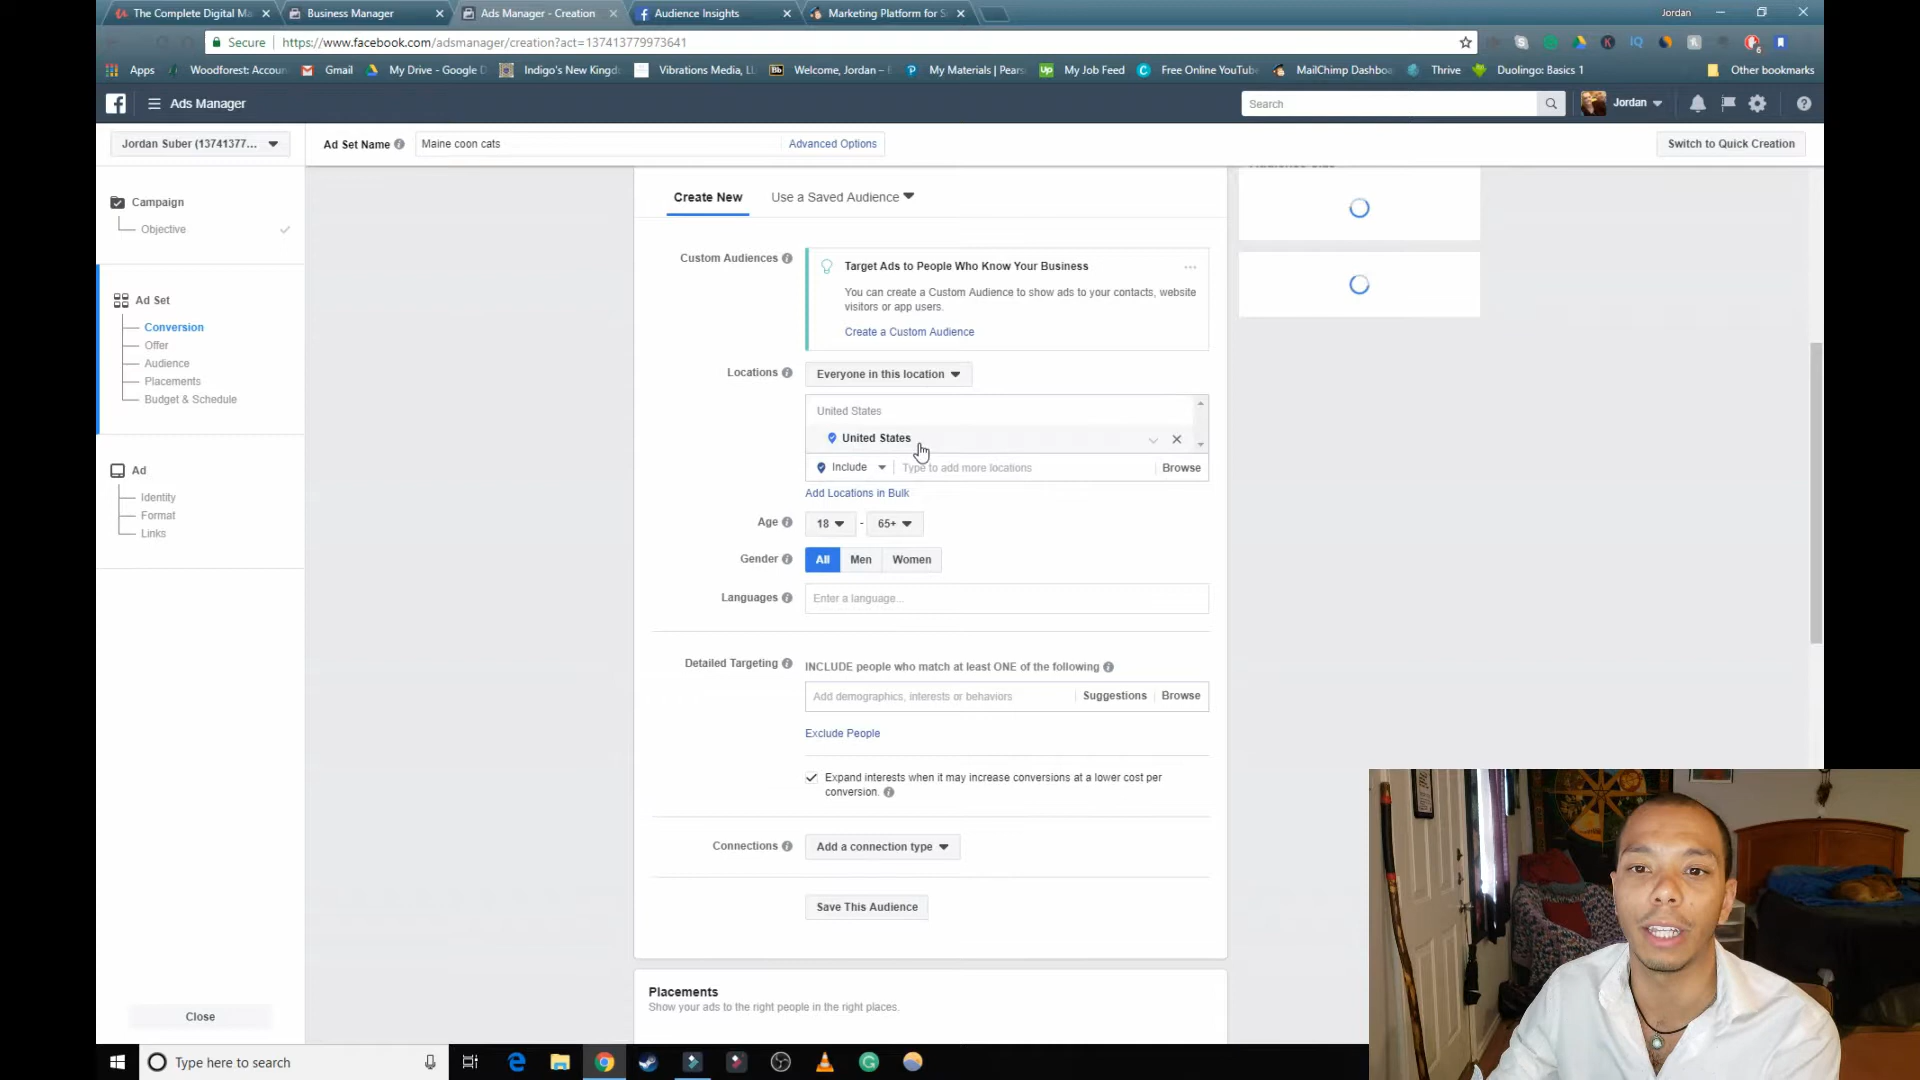 The Complete Digital Ma
Business Manager
Ads Manager - Creation
Audience Insights
Marketing Platform for S
Jordan
Secure
https://www.facebook.com/adsmanager/creation?act=137413779973641
Apps
Woodforest: Accoun
Gmail
My Drive - Google D
Indigo's New Kingd
Vibrations Media, LL
Bb
Welcome, Jordan –
My Materials | Pears
My Job Feed
Free Online YouTub
MailChimp Dashbo
Thrive
Duolingo: Basics 1
Other bookmarks
Ads Manager
Search
Jordan
Jordan Suber (13741377...
Ad Set Name
Maine coon cats
Advanced Options
Switch to Quick Creation
Campaign
Objective
Ad Set
Conversion
Offer
Audience
Placements
Budget & Schedule
Ad
Identity
Format
Links
Close
Create New
Use a Saved Audience
Custom Audiences
Target Ads to People Who Know Your Business
You can create a Custom Audience to show ads to your contacts, website
visitors or app users.
Create a Custom Audience
Locations
Everyone in this location
United States
United States
Include
Type to add more locations
Browse
Add Locations in Bulk
Age
18
-
65+
Gender
All
Men
Women
Languages
Enter a language...
Detailed Targeting
INCLUDE people who match at least ONE of the following
Add demographics, interests or behaviors
Suggestions
Browse
Exclude People
Expand interests when it may increase conversions at a lower cost per
conversion.
Connections
Add a connection type
Save This Audience
Placements
Show your ads to the right people in the right places.
Type here to search